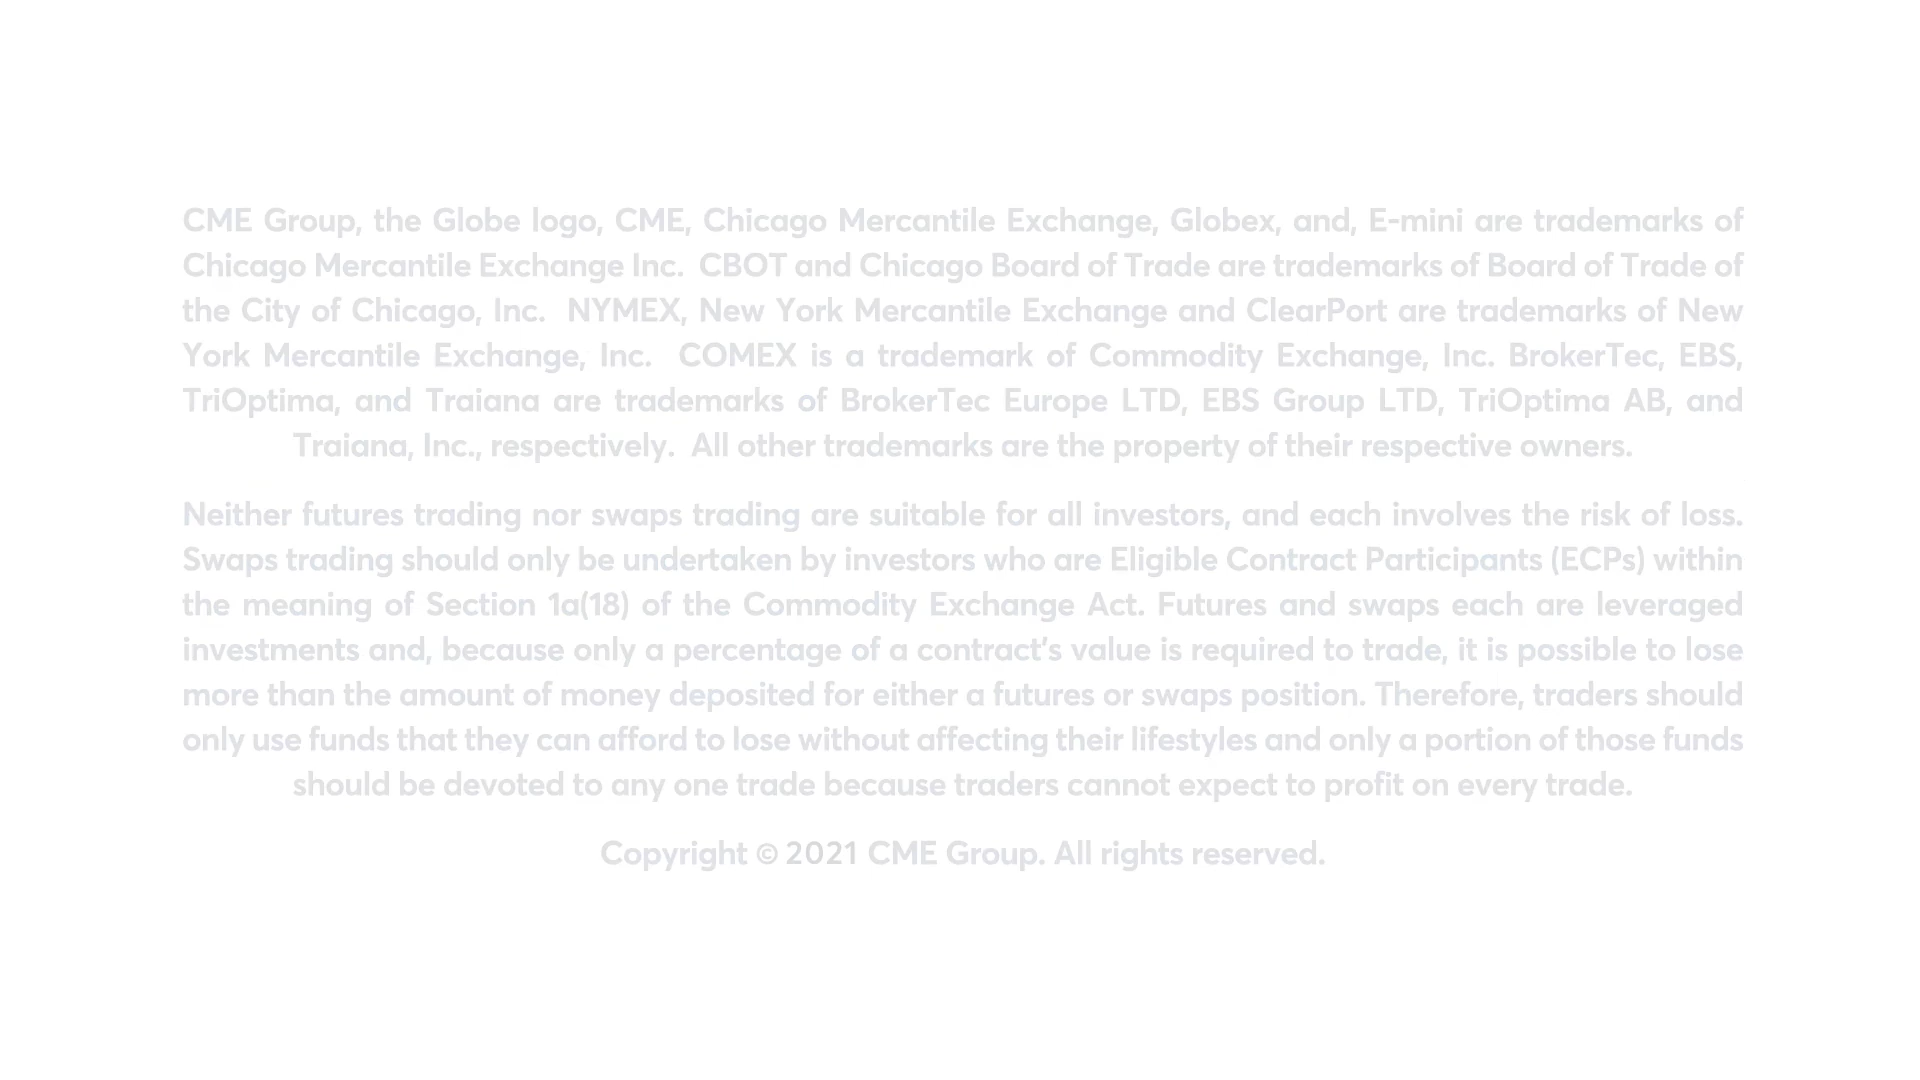 CME Group, the Globe logo, CME, Chicago Mercantile Exchange, Globex, and, E-mini are trademarks of
Chicago Mercantile Exchange Inc.  CBOT and Chicago Board of Trade are trademarks of Board of Trade of
the City of Chicago, Inc.  NYMEX, New York Mercantile Exchange and ClearPort are trademarks of New
York Mercantile Exchange, Inc.  COMEX is a trademark of Commodity Exchange, Inc. BrokerTec, EBS,
TriOptima, and Traiana are trademarks of BrokerTec Europe LTD, EBS Group LTD, TriOptima AB, and
Traiana, Inc., respectively.  All other trademarks are the property of their respective owners.
Neither futures trading nor swaps trading are suitable for all investors, and each involves the risk of loss.
Swaps trading should only be undertaken by investors who are Eligible Contract Participants (ECPs) within
the meaning of Section 1a(18) of the Commodity Exchange Act. Futures and swaps each are leveraged
investments and, because only a percentage of a contract's value is required to trade, it is possible to lose
more than the amount of money deposited for either a futures or swaps position. Therefore, traders should
only use funds that they can afford to lose without affecting their lifestyles and only a portion of those funds
should be devoted to any one trade because traders cannot expect to profit on every trade.
Copyright © 2021 CME Group. All rights reserved.